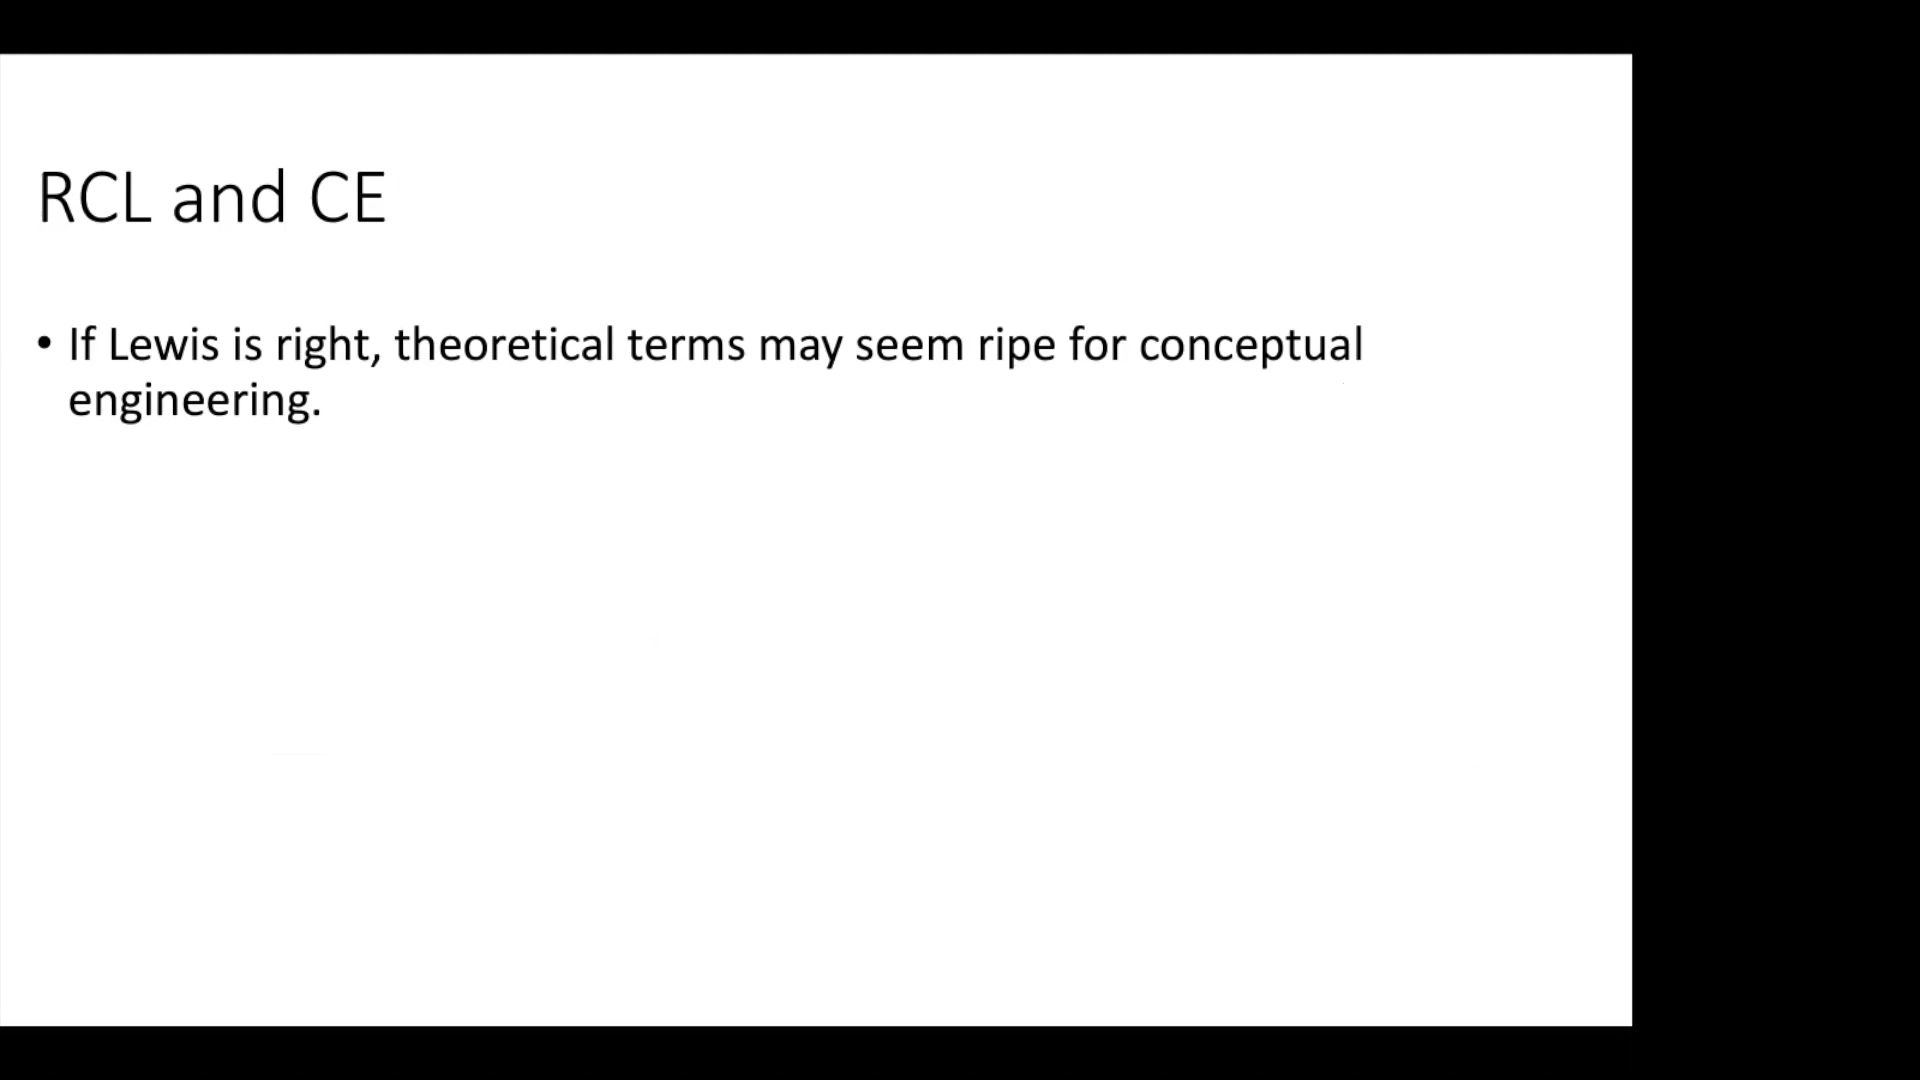 RCL and CE
• If Lewis is right, theoretical terms may seem ripe for conceptual
engineering.